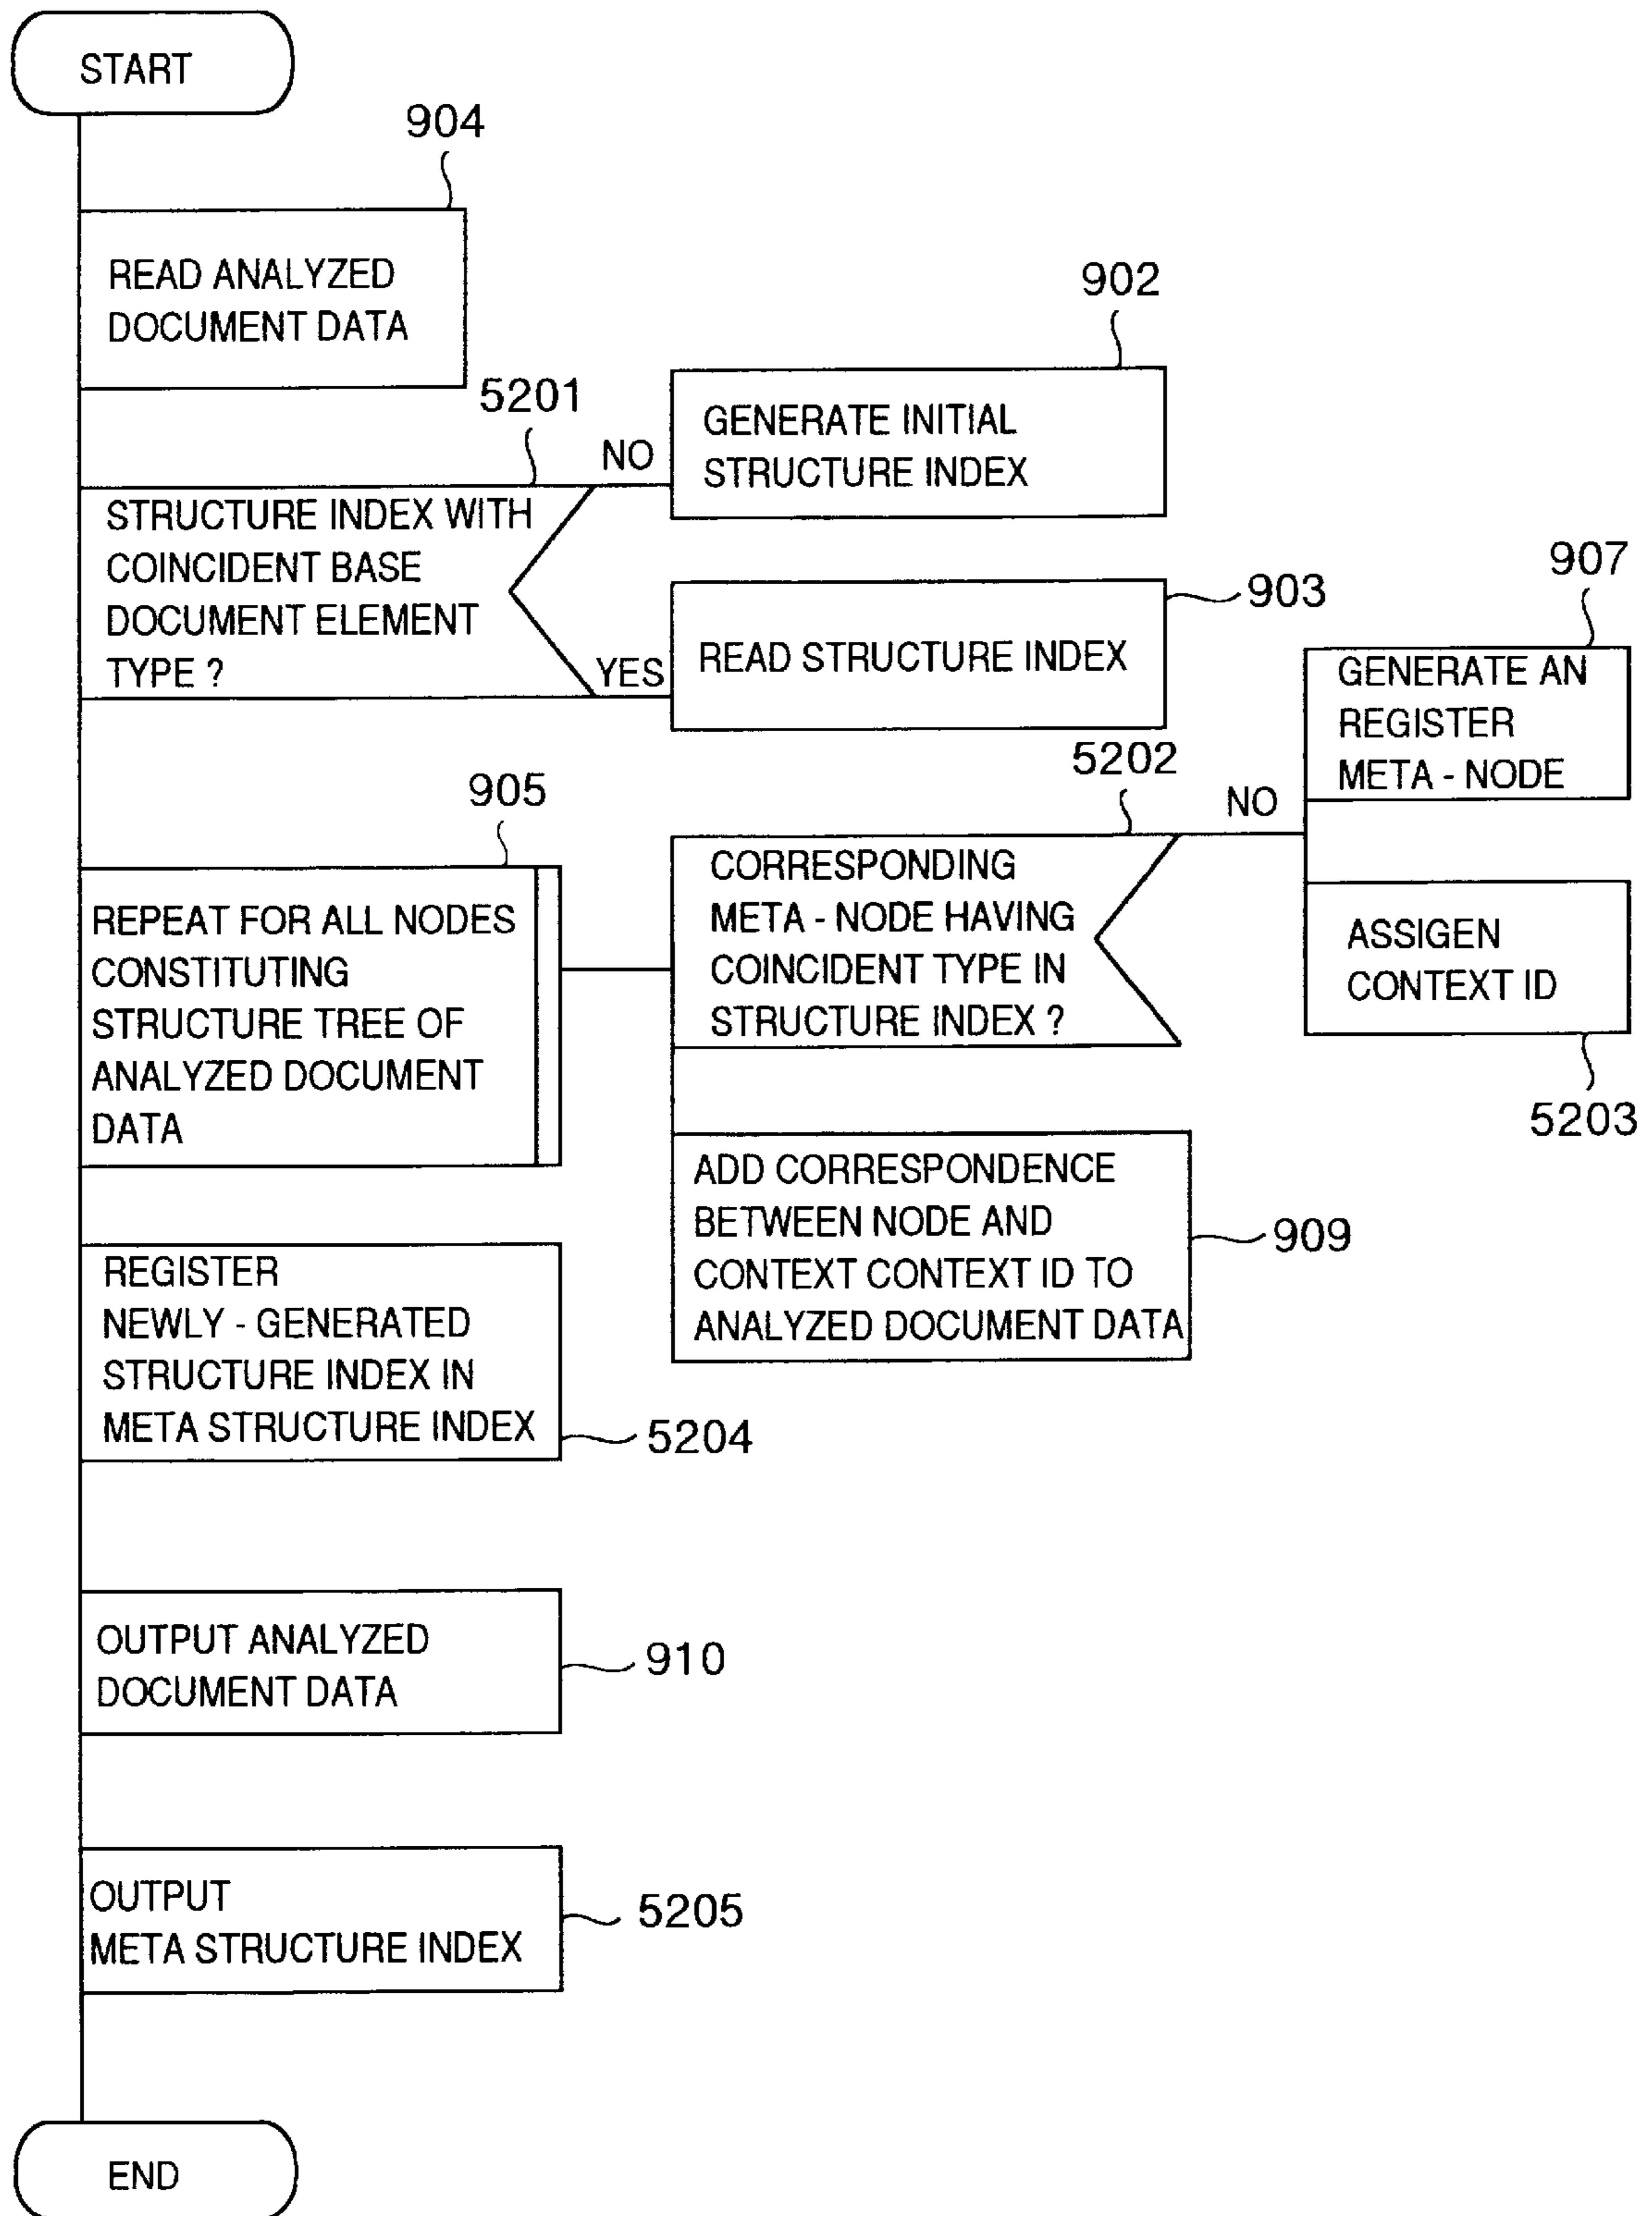 START
904
READ ANALYZED
DOCUMENT DATA
902
5201
NO
GENERATE INITIAL
STRUCTURE INDEX
STRUCTURE INDEX WITH
COINCIDENT BASE
DOCUMENT ELEMENT
TYPE ?
YES
903
READ STRUCTURE INDEX
907
GENERATE AN
REGISTER
META - NODE
905
5202
NO
REPEAT FOR ALL NODES
CONSTITUTING
STRUCTURE TREE OF
ANALYZED DOCUMENT
DATA
CORRESPONDING
META - NODE HAVING
COINCIDENT TYPE IN
STRUCTURE INDEX ?
ASSIGEN
CONTEXT ID
5203
ADD CORRESPONDENCE
BETWEEN NODE AND
CONTEXT CONTEXT ID TO
ANALYZED DOCUMENT DATA
909
REGISTER
NEWLY - GENERATED
STRUCTURE INDEX IN
META STRUCTURE INDEX
5204
OUTPUT ANALYZED
DOCUMENT DATA
910
OUTPUT
META STRUCTURE INDEX
5205
END